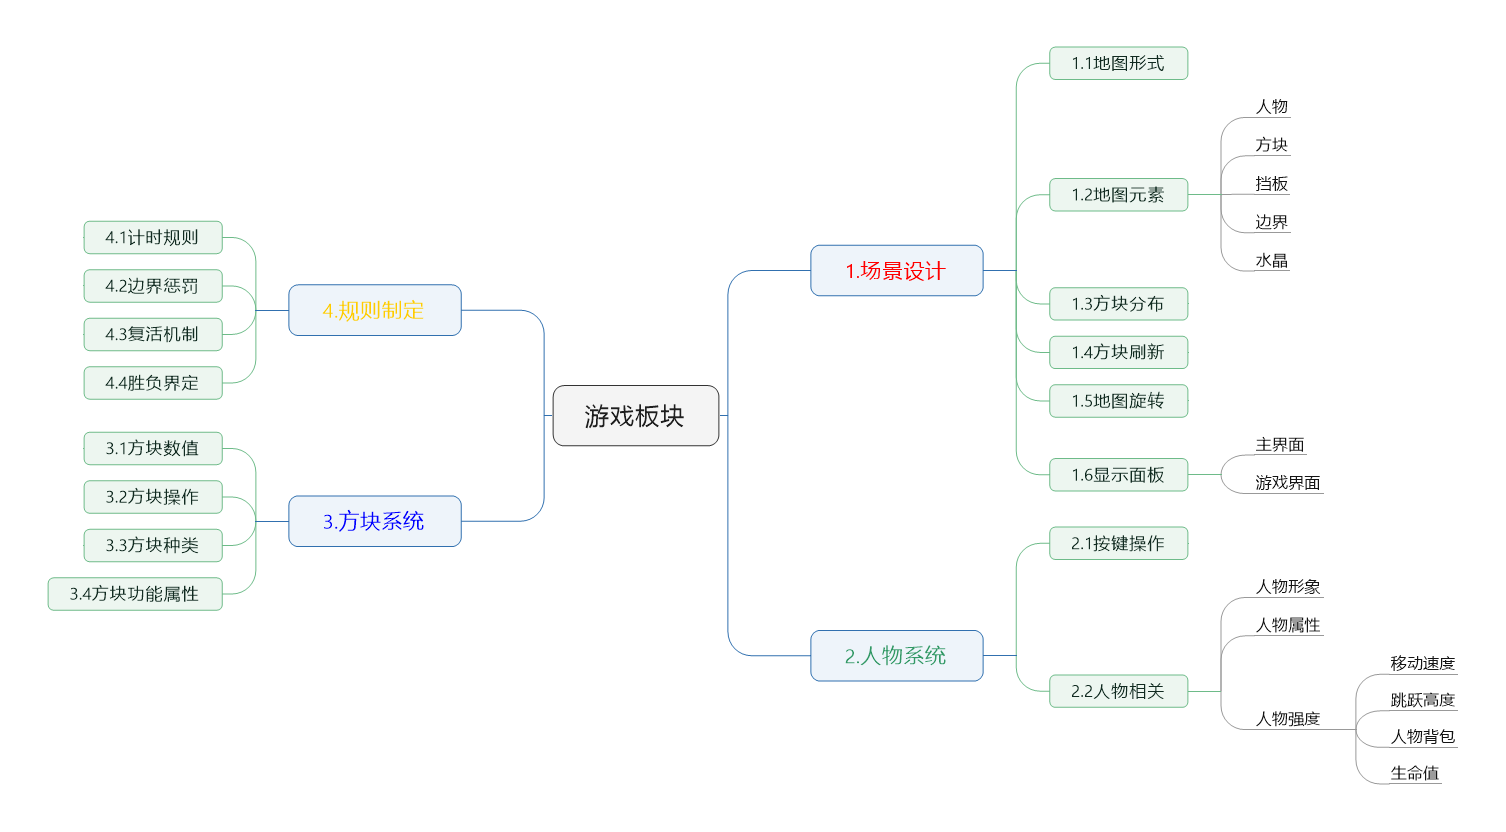 游戏板块
1.场景设计
1.1地图形式
1.2地图元素
人物
方块
挡板
边界
水晶
1.3方块分布
1.4方块刷新
1.5地图旋转
1.6显示面板
主界面
游戏界面
2.人物系统
2.1按键操作
2.2人物相关
人物形象
人物属性
人物强度
移动速度
跳跃高度
人物背包
生命值
3.方块系统
3.1方块数值
3.2方块操作
3.3方块种类
3.4方块功能属性
4.规则制定
4.1计时规则
4.2边界惩罚
4.3复活机制
4.4胜负界定